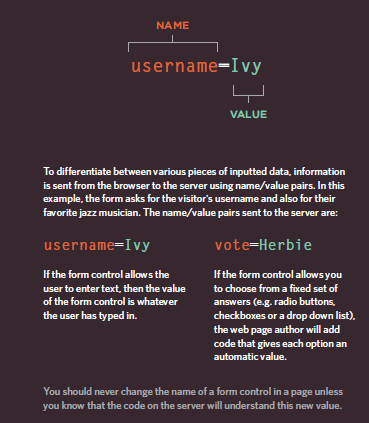 NAME
username=Ivy
VALUE
To differentiate between various pieces of inputted data, information
is sent from the browser to the server using name/value pairs. In this
example, the form asks for the visitor's username and also for their
favorite jazz musician. The name/value pairs sent to the server are:
username=Ivy
If the form control allows the
user to enter text, then the value
of the form control is whatever
the user has typed in.
vote=Herbie
If the form control allows you
to choose from a fixed set of
answers (e.g. radio buttons,
checkboxes or a drop down list),
the web page author will add
code that gives each option an
automatic value.
You should never change the name of a form control in a page unless
you know that the code on the server will understand this new value.